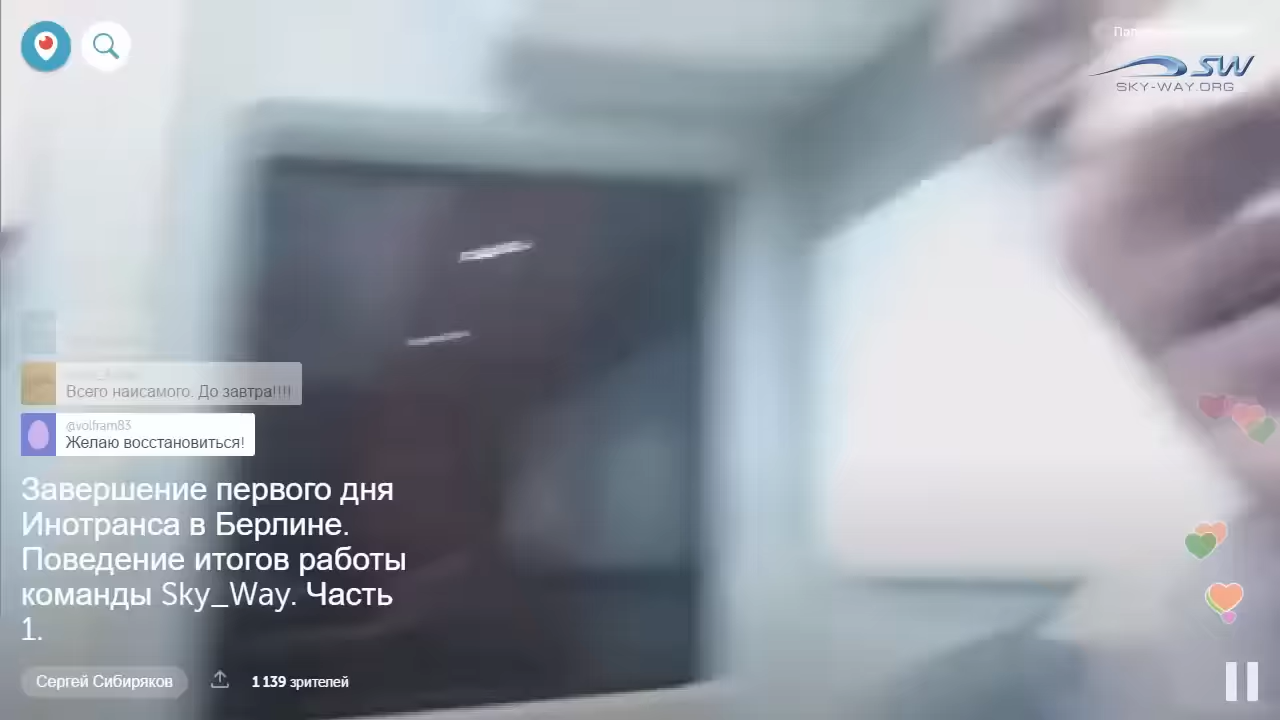 SW
SKY-WAY.ORG
Всего наисамого. До завтра!!!!
@volfram83
Желаю восстановиться!
Завершение первого дня
Инотранса в Берлине.
Поведение итогов работы
команды Sky_Way. Часть
1.
Сергей Сибиряков
1 139 зрителей